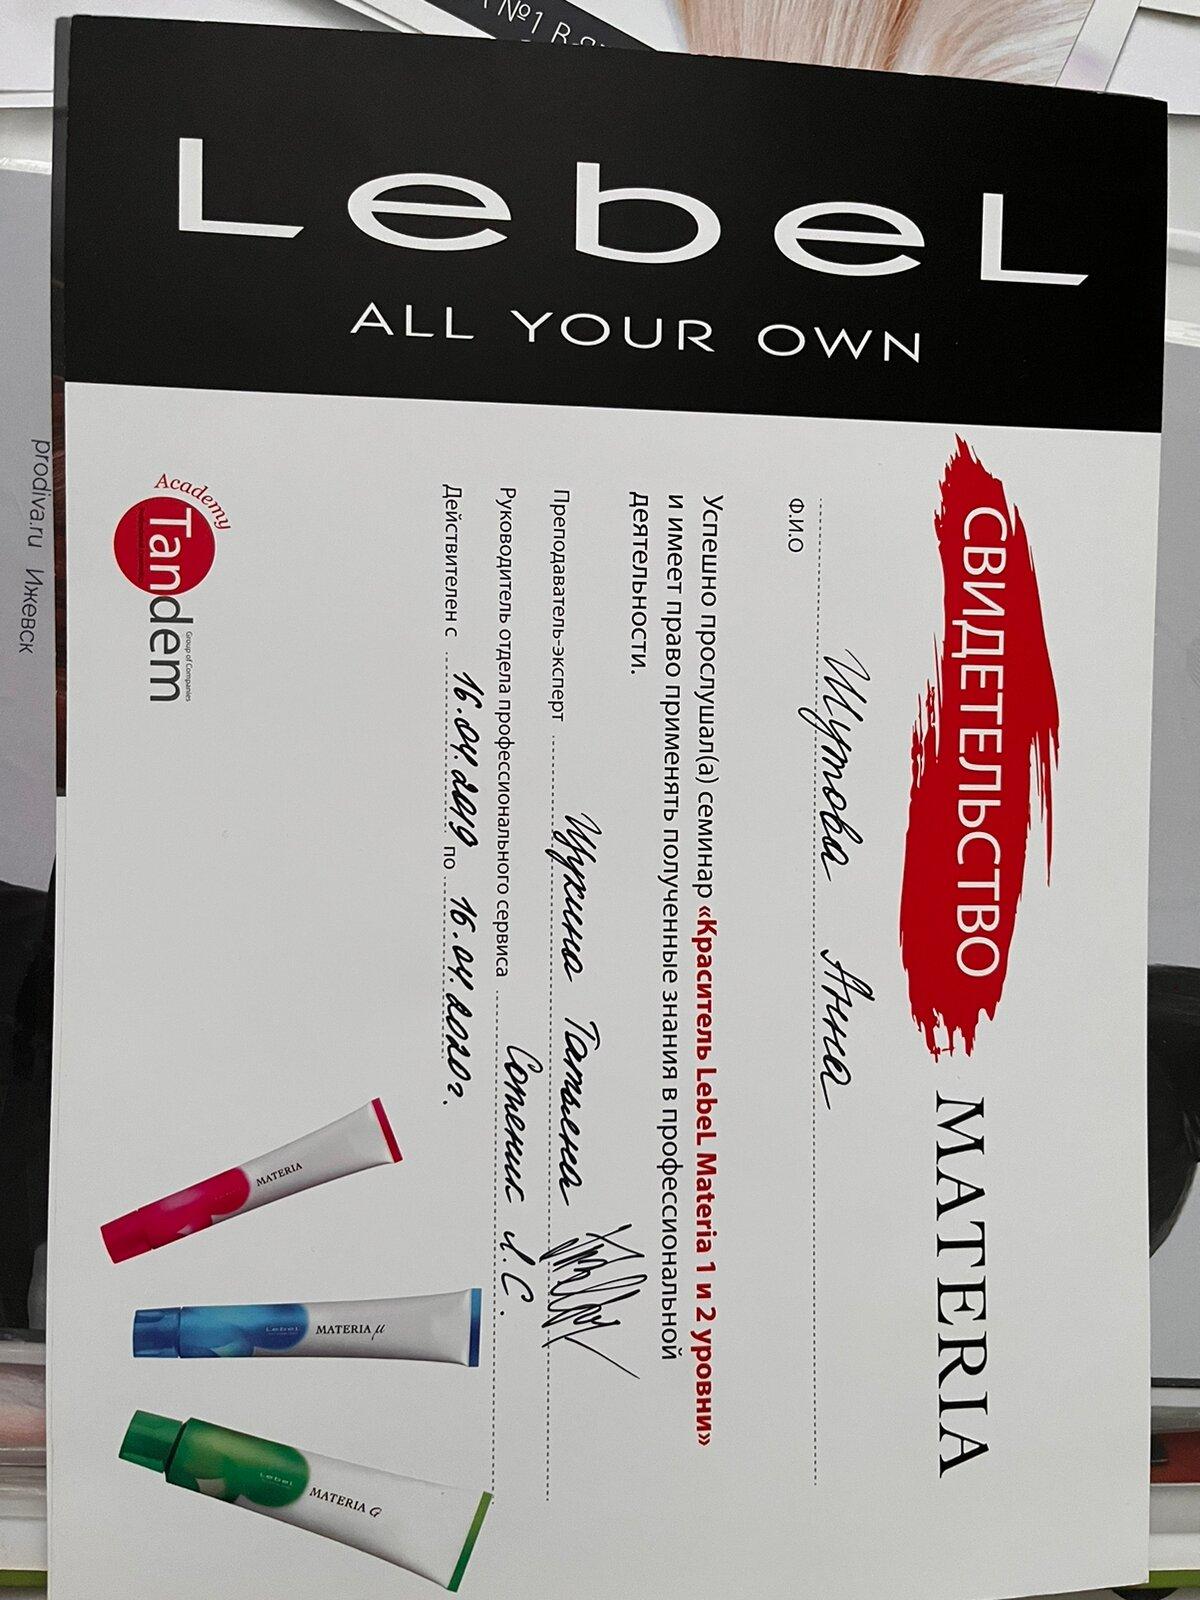 №1 В
LebeL
ALL YOUR OWN
СВИДЕТЕЛЬСТВО MATERIA
Шутова Анна
Ф.И.О
Успешно прослушал(а) семинар «Краситель LebeL Materia 1 и 2 уровни»
и имеет право применять полученные знания в профессиональной
деятельности.
Преподаватель-эксперт Щукина Татьяна
Руководитель отдела профессионального сервиса Сотеник Л.С.
Действителен с 16.04.2019 по 16.04.2020г.
Academy
Tandem
Group of Companies
MATERIA
LebeL
MATERIA µ
LebeL
MATERIA G
prodiva.ru Ижевск